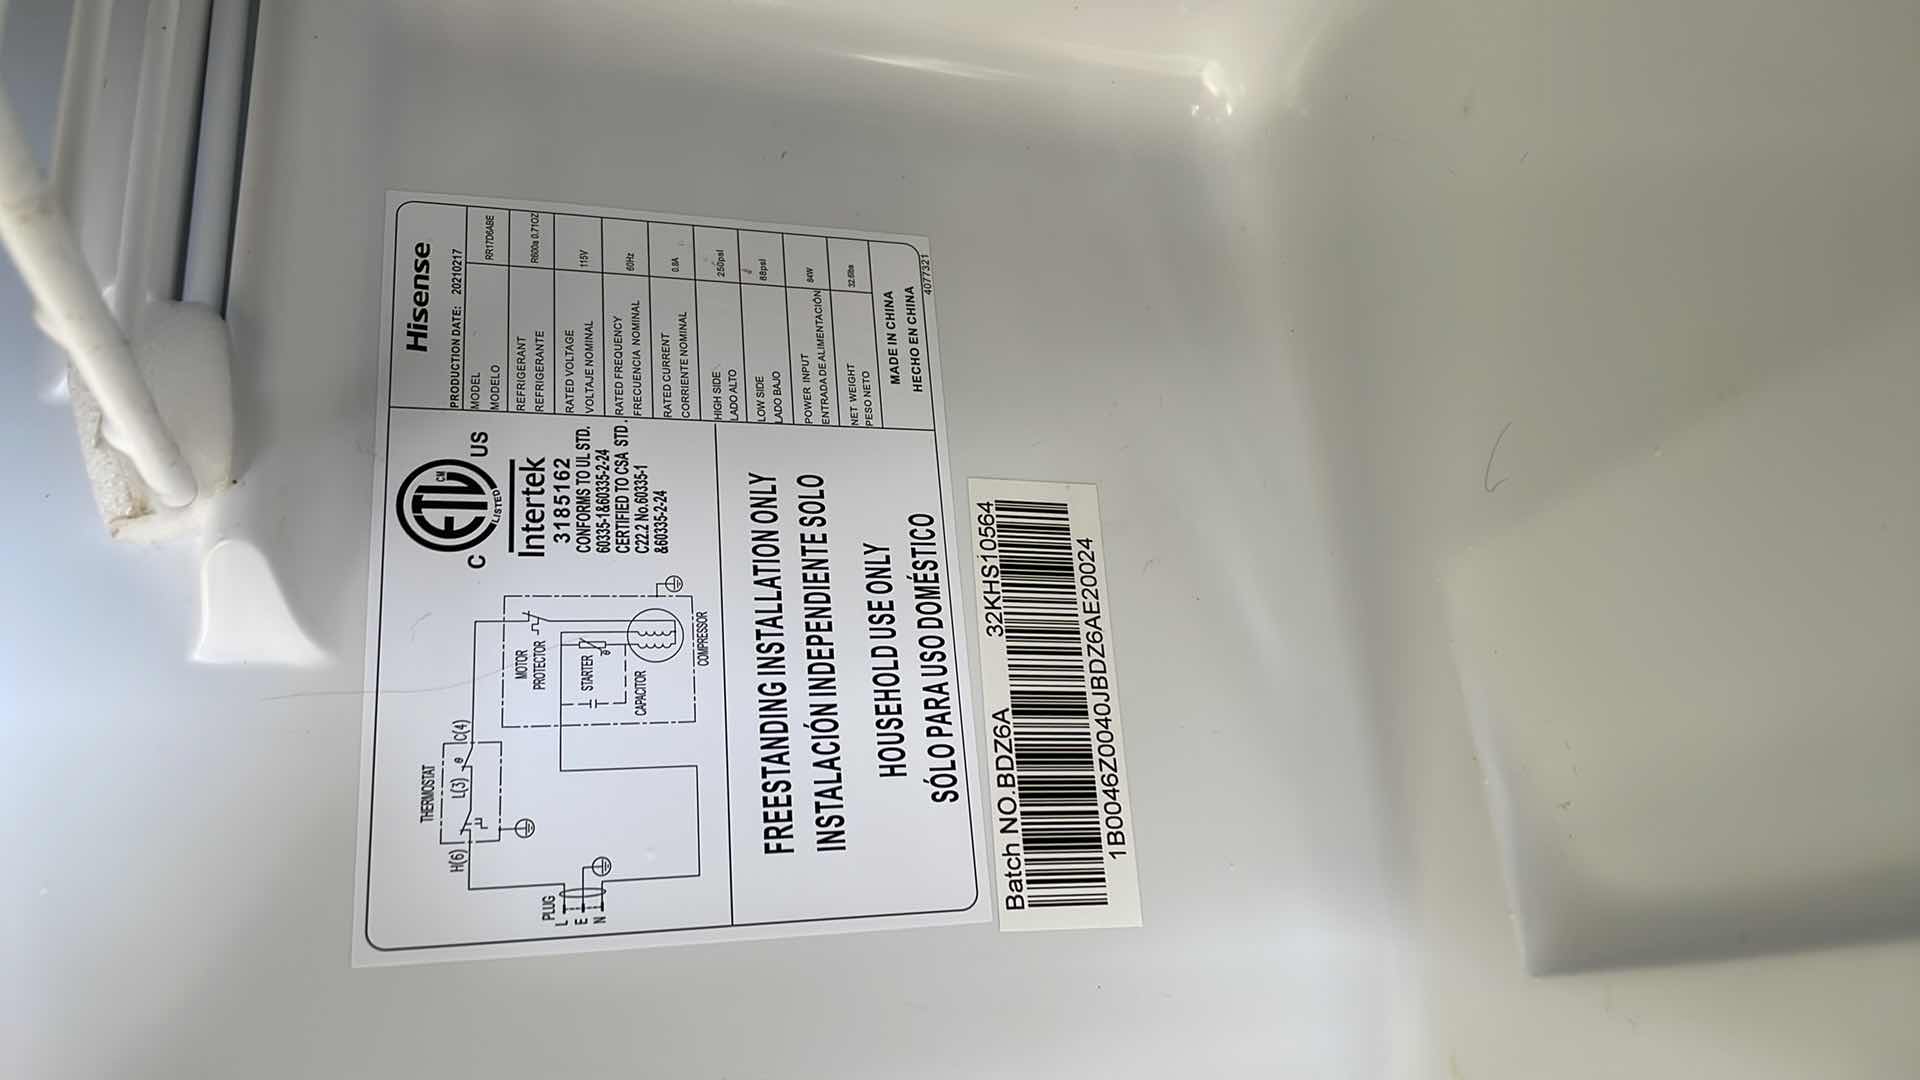 Hisense
PRODUCTION DATE: 20210217
MODEL RR17D6ABE
MODELO
REFRIGERANT R600a 0.71OZ
REFRIGERANTE
RATED VOLTAGE 115V
VOLTAJE NOMINAL
RATED FREQUENCY 60Hz
FRECUENCIA NOMINAL
RATED CURRENT 0.8A
CORRIENTE NOMINAL
HIGH SIDE 250psi
LADO ALTO
LOW SIDE 88psi
LADO BAJO
POWER INPUT 84W
ENTRADA DE ALIMENTACIÓN
NET WEIGHT 32.6lbs
PESO NETO
MADE IN CHINA
HECHO EN CHINA
4077321
C ETL CM US
LISTED
Intertek
3185162
CONFORMS TO UL STD.
60335-1&60335-2-24
CERTIFIED TO CSA STD.
C22.2 No.60335-1
&60335-2-24
THERMOSTAT
H(6) L(3) C(4)
MOTOR
PROTECTOR
STARTER
CAPACITOR
COMPRESSOR
PLUG
L
E
N
FREESTANDING INSTALLATION ONLY
INSTALACIÓN INDEPENDIENTE SOLO
HOUSEHOLD USE ONLY
SÓLO PARA USO DOMÉSTICO
Batch NO.BDZ6A 32KHS10564
1B0046Z0040JBDZ6AE20024